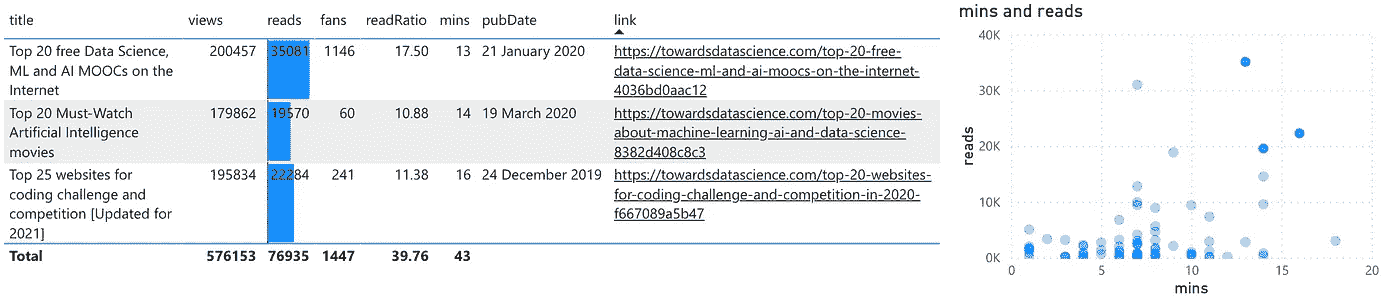 title views reads fans readRatio mins pubDate link
Top 20 free Data Science, 200457 35081 1146 17.50 13 21 January 2020 https://towardsdatascience.com/top-20-free-
ML and AI MOOCs on the data-science-ml-and-ai-moocs-on-the-internet-
Internet 4036bd0aac12
Top 20 Must-Watch 179862 19570 60 10.88 14 19 March 2020 https://towardsdatascience.com/top-20-movies-
Artificial Intelligence about-machine-learning-ai-and-data-science-
movies 8382d408c8c3
Top 25 websites for 195834 22284 241 11.38 16 24 December 2019 https://towardsdatascience.com/top-20-websites-
coding challenge and for-coding-challenge-and-competition-in-2020-
competition [Updated for f667089a5b47
2021]
Total 576153 76935 1447 39.76 43
mins and reads
40K
30K
20K
10K
0K
reads
0 5 10 15 20
mins